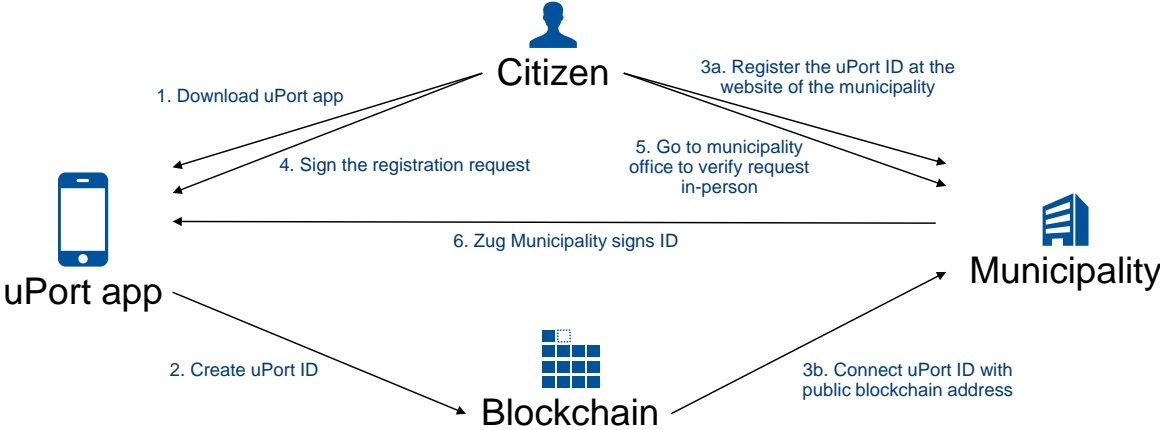 Citizen
3a. Register the uPort ID at the
website of the municipality
1. Download uPort app
4. Sign the registration request
5. Go to municipality
office to verify request
in-person
6. Zug Municipality signs ID
uPort app
Municipality
2. Create uPort ID
3b. Connect uPort ID with
public blockchain address
Blockchain